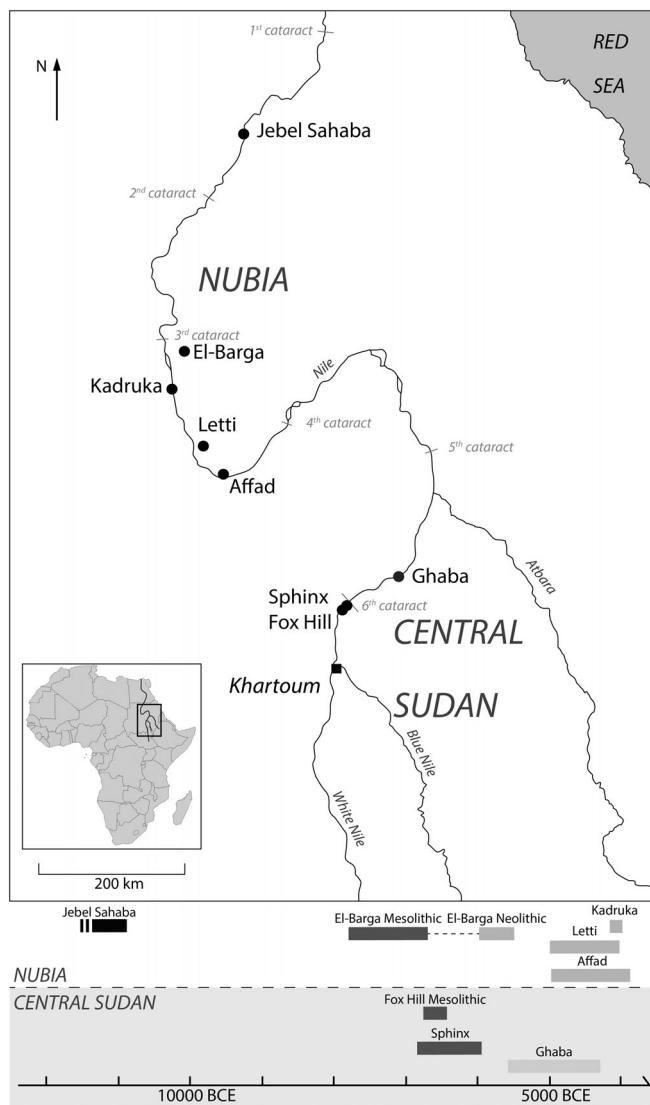 1st cataract
RED
SEA
N
Jebel Sahaba
2nd cataract
NUBIA
3rd cataract
El-Barga
Kadruka
Nile
Letti
4th cataract
5th cataract
Affad
Atbara
Ghaba
Sphinx
6th cataract
Fox Hill
CENTRAL
Khartoum
SUDAN
Blue Nile
White Nile
200 km
Jebel Sahaba
El-Barga Mesolithic
El-Barga Neolithic
Kadruka
Letti
Affad
NUBIA
CENTRAL SUDAN
Fox Hill Mesolithic
Sphinx
Ghaba
10000 BCE
5000 BCE